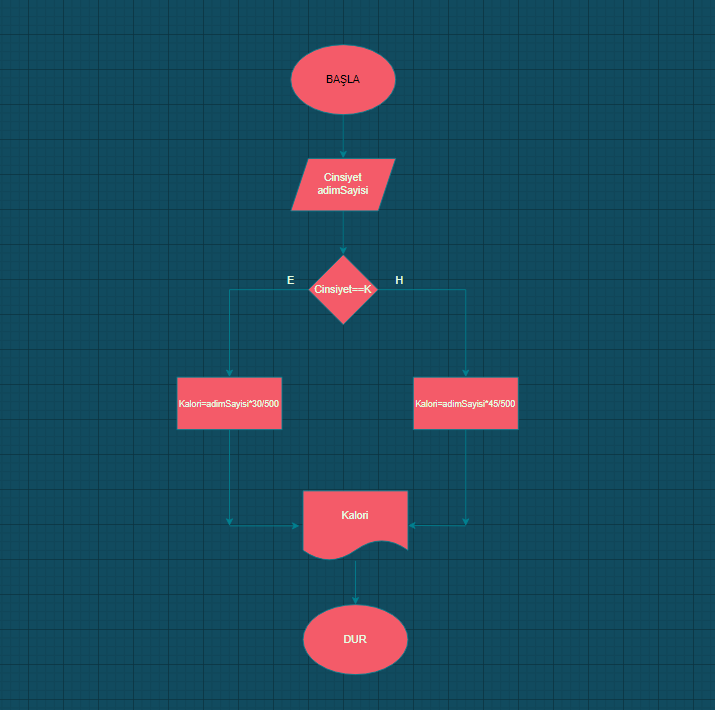 BAŞLA
Cinsiyet
adimSayisi
E
H
Cinsiyet==K
Kalori=adimSayisi*30/500
Kalori=adimSayisi*45/500
Kalori
DUR